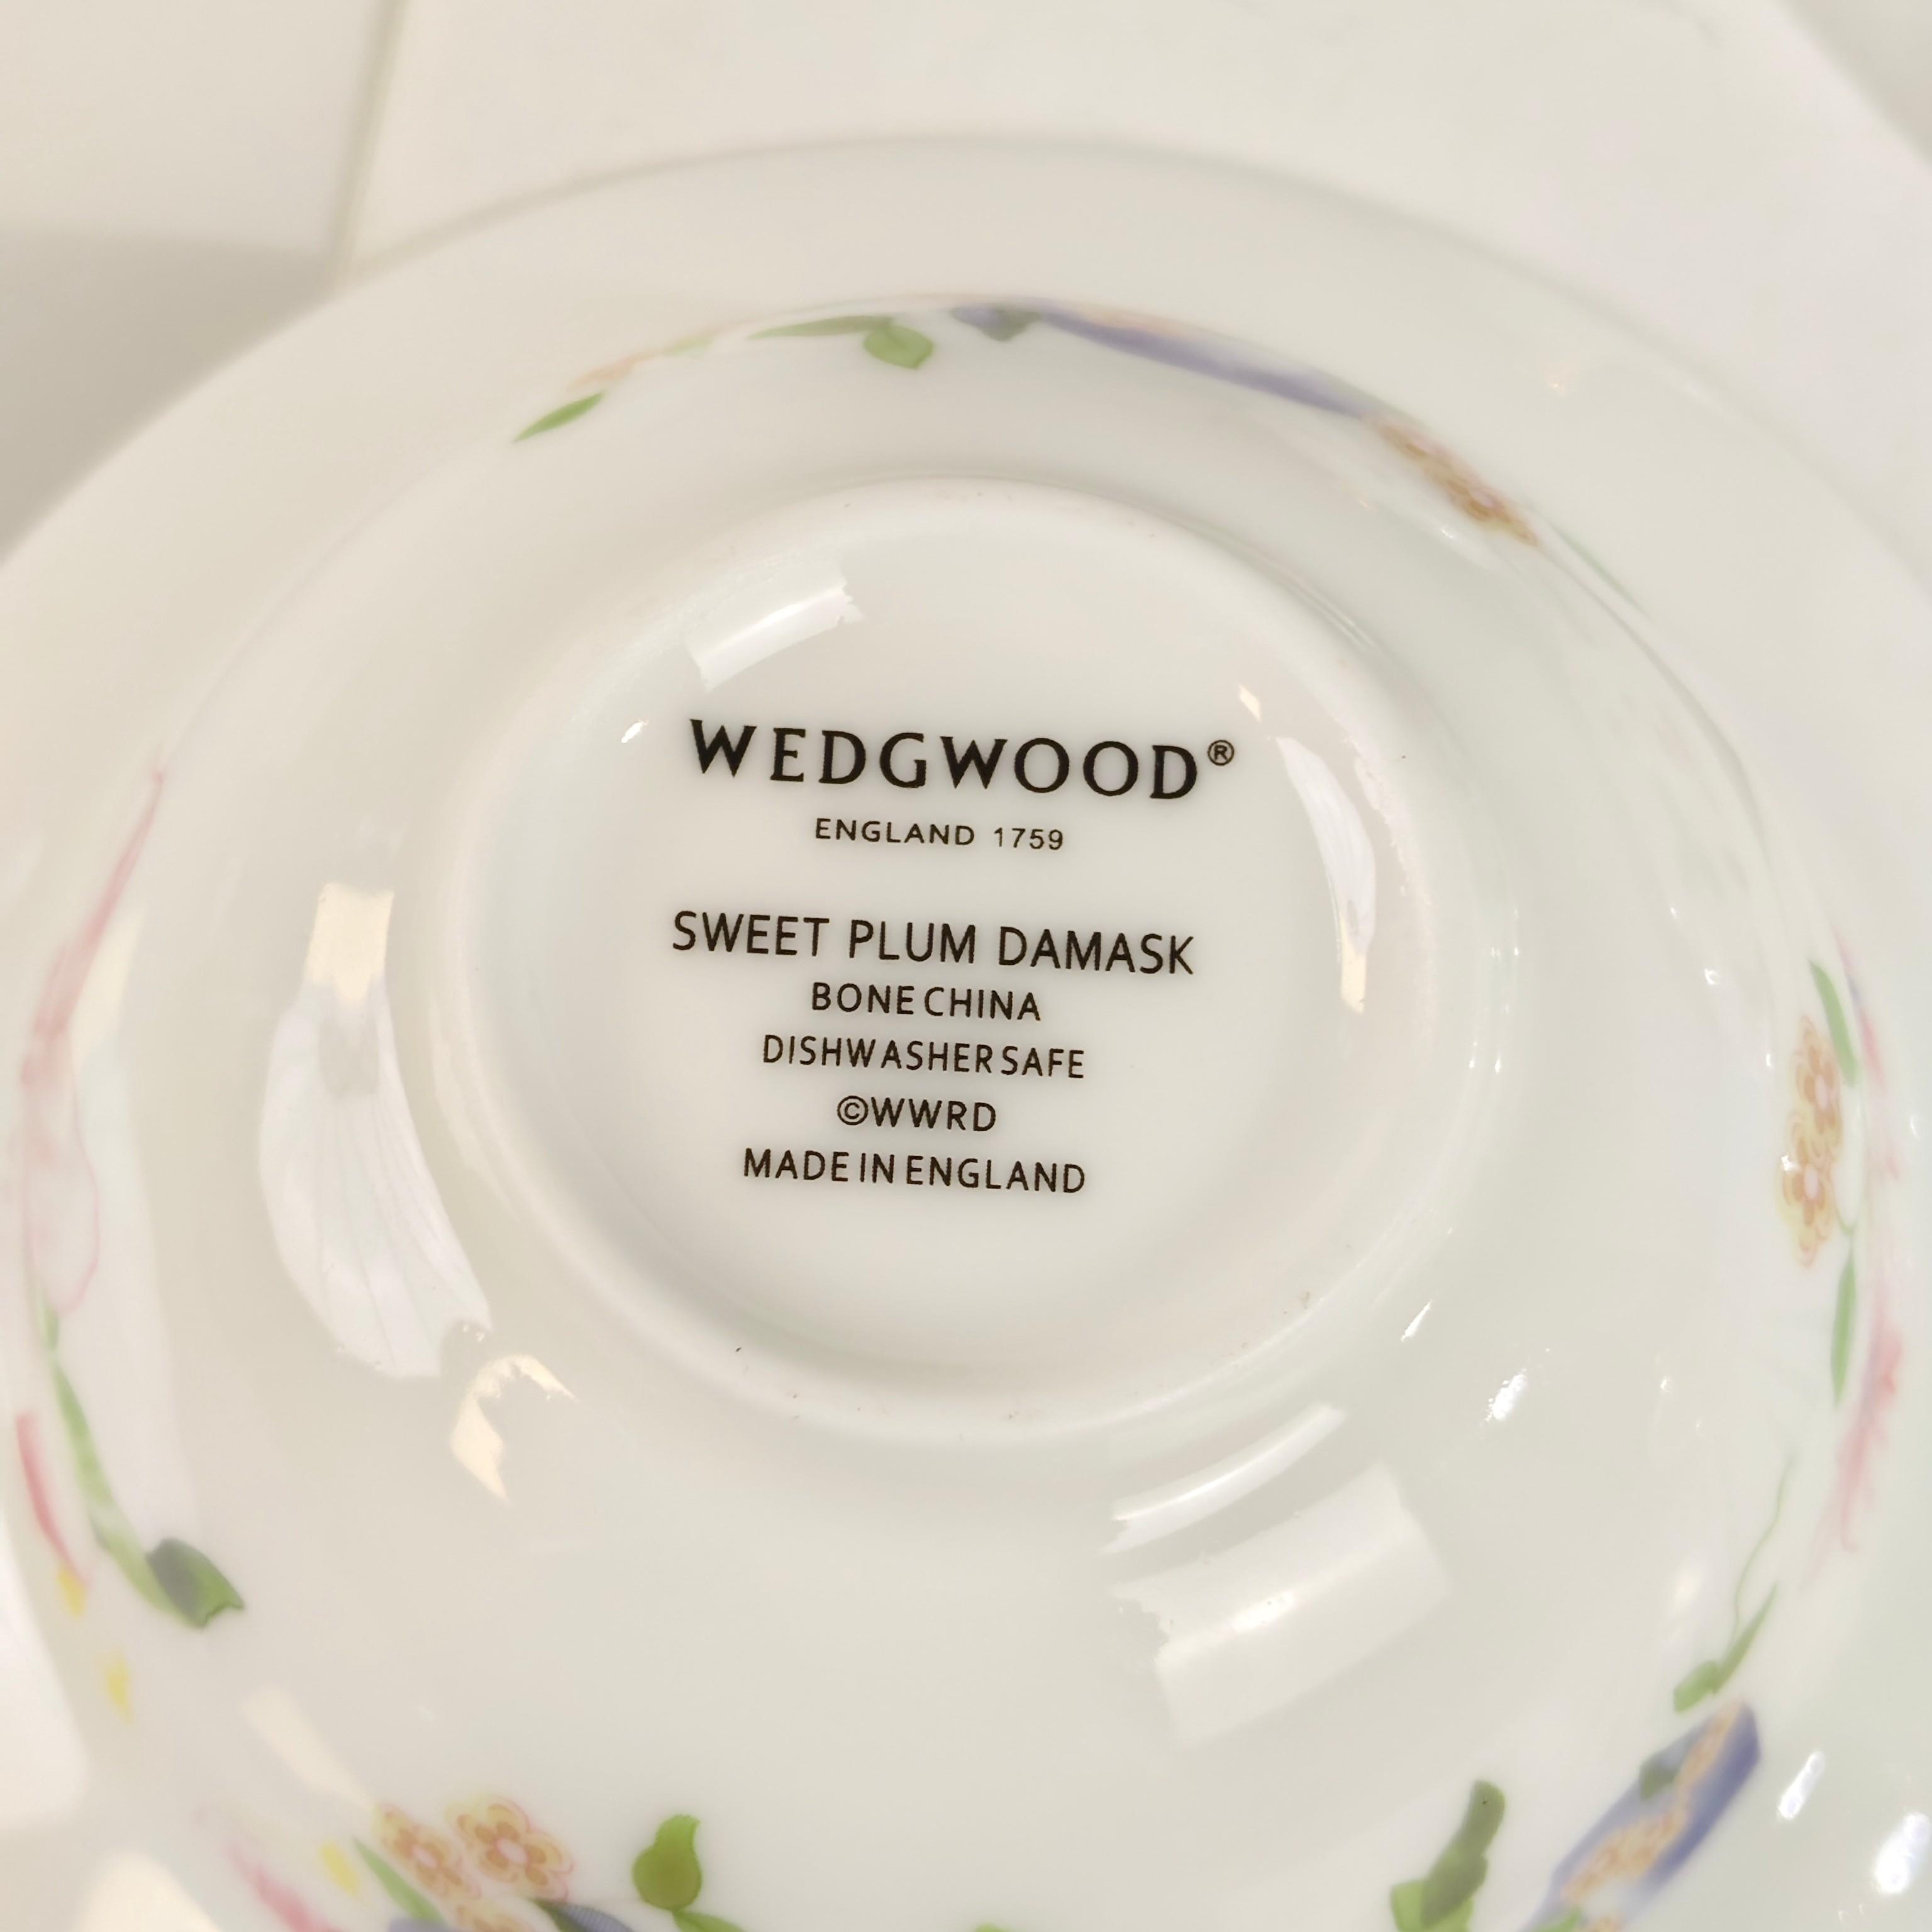 WEDGWOOD®
ENGLAND 1759
SWEET PLUM DAMASK
BONE CHINA
DISHWASHER SAFE
©WWRD
MADE IN ENGLAND